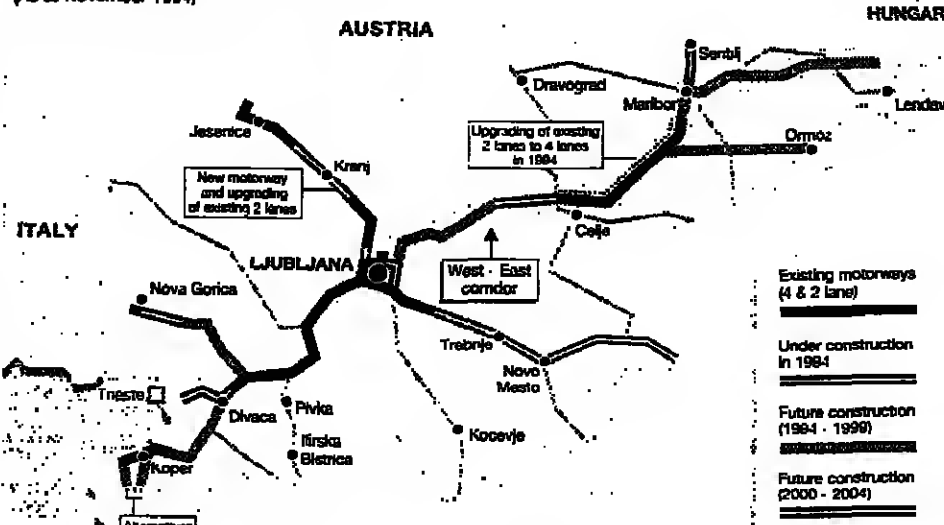 AUSTRIA
HUNGAR
Sentilj
Dravograd
Maribor
Lendav
Jesenice
Upgrading of existing
2 lanes to 4 lanes
in 1994
Ormoz
Kranj
New motorway
and upgrading
of existing 2 lanes
ITALY
Celje
LJUBLJANA
West - East
corridor
Existing motorways
(4 & 2 lane)
Nova Gorica
Trebnje
Under construction
in 1994
Novo
Mesto
Trieste
Divaca
Pivka
Future construction
(1994 - 1999)
Kocevje
Ilirska
Bistrica
Koper
Future construction
(2000 - 2004)